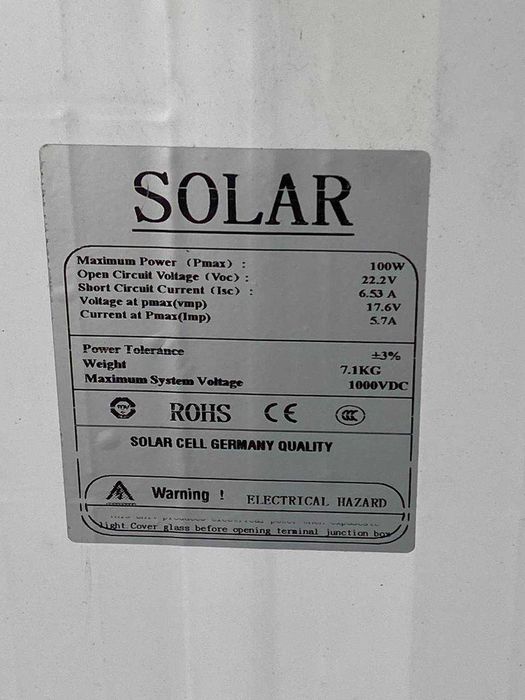 SOLAR
Maximum Power (Pmax) : 100W
Open Circuit Voltage (Voc) : 22.2V
Short Circuit Current (Isc) : 6.53 A
Voltage at pmax(vmp) 17.6V
Current at Pmax(Imp) 5.7A
Power Tolerance ±3%
Weight 7.1KG
Maximum System Voltage 1000VDC
ROHS CE CCC
SOLAR CELL GERMANY QUALITY
Warning ! ELECTRICAL HAZARD
light Cover glass before opening terminal junction box